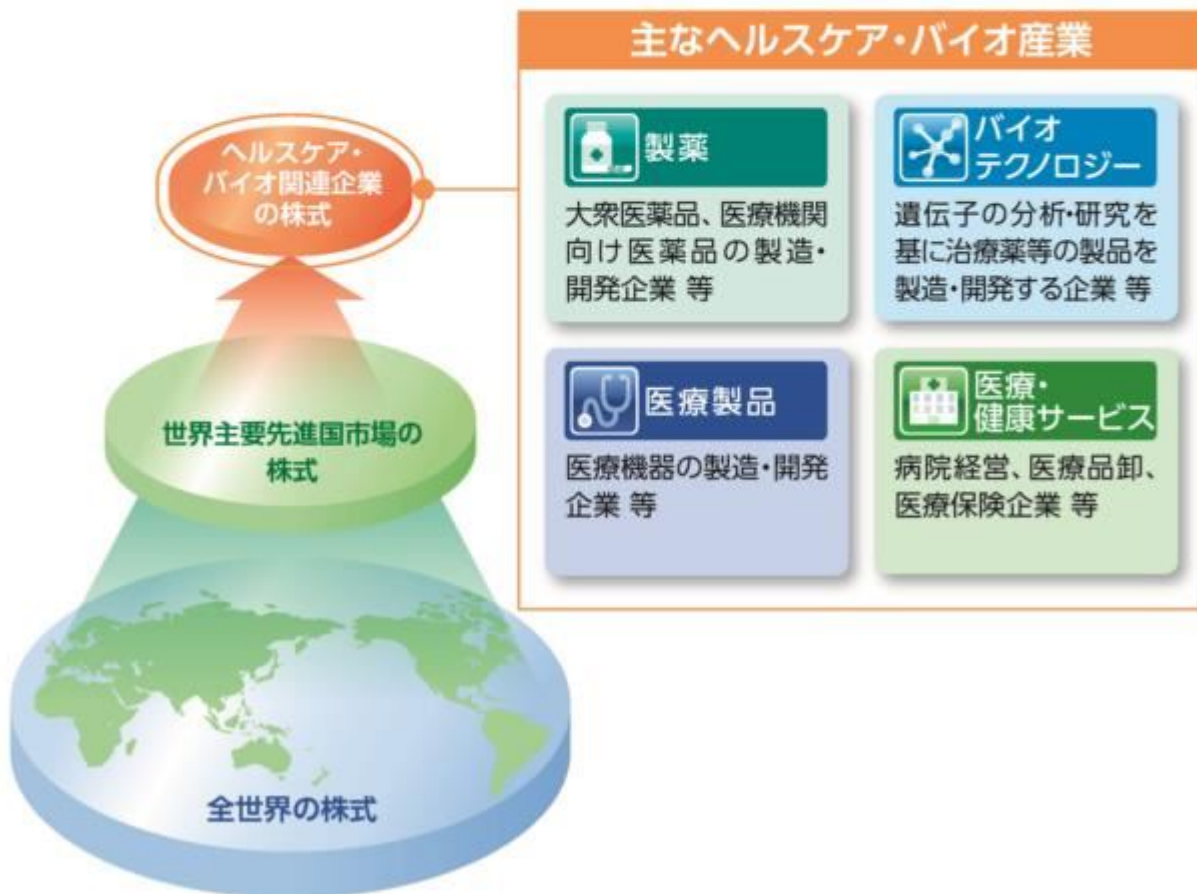 主なヘルスケア・バイオ産業
ヘルスケア・
バイオ関連企業
の株式
世界主要先進国市場の
株式
全世界の株式
製薬
大衆医薬品、医療機関
向け医薬品の製造・
開発企業 等
バイオ
テクノロジー
遺伝子の分析・研究を
基に治療薬等の製品を
製造・開発する企業 等
医療製品
医療機器の製造・開発
企業 等
医療・
健康サービス
病院経営、医療品卸、
医療保険企業 等